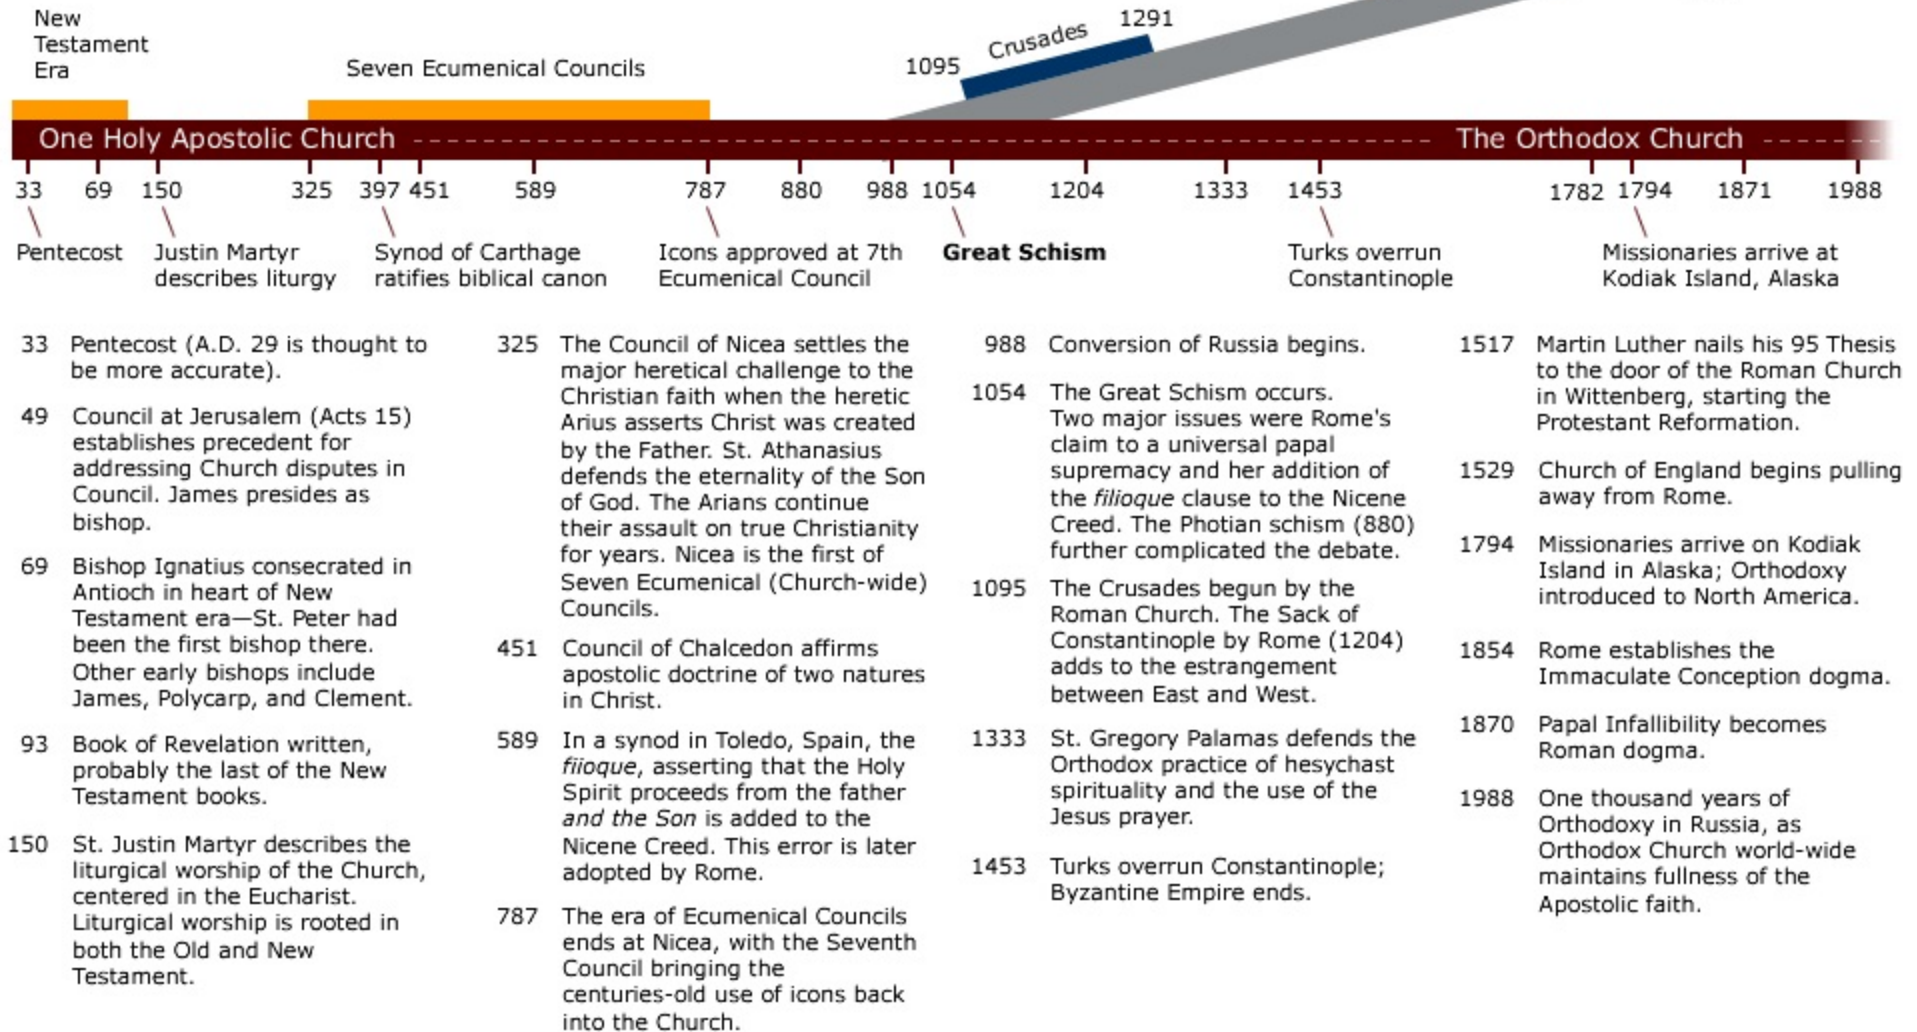 New
Testament
Era
Seven Ecumenical Councils
1095
Crusades
1291
One Holy Apostolic Church
The Orthodox Church
33 69 150 325 397 451 589 787 880 988 1054 1204 1333 1453 1782 1794 1871 1988
Pentecost
Justin Martyr
describes liturgy
Synod of Carthage
ratifies biblical canon
Icons approved at 7th
Ecumenical Council
Great Schism
Turks overrun
Constantinople
Missionaries arrive at
Kodiak Island, Alaska
33 Pentecost (A.D. 29 is thought to
be more accurate).
49 Council at Jerusalem (Acts 15)
establishes precedent for
addressing Church disputes in
Council. James presides as
bishop.
69 Bishop Ignatius consecrated in
Antioch in heart of New
Testament era—St. Peter had
been the first bishop there.
Other early bishops include
James, Polycarp, and Clement.
93 Book of Revelation written,
probably the last of the New
Testament books.
150 St. Justin Martyr describes the
liturgical worship of the Church,
centered in the Eucharist.
Liturgical worship is rooted in
both the Old and New
Testament.
325 The Council of Nicea settles the
major heretical challenge to the
Christian faith when the heretic
Arius asserts Christ was created
by the Father. St. Athanasius
defends the eternality of the Son
of God. The Arians continue
their assault on true Christianity
for years. Nicea is the first of
Seven Ecumenical (Church-wide)
Councils.
451 Council of Chalcedon affirms
apostolic doctrine of two natures
in Christ.
589 In a synod in Toledo, Spain, the
fiioque, asserting that the Holy
Spirit proceeds from the father
and the Son is added to the
Nicene Creed. This error is later
adopted by Rome.
787 The era of Ecumenical Councils
ends at Nicea, with the Seventh
Council bringing the
centuries-old use of icons back
into the Church.
988 Conversion of Russia begins.
1054 The Great Schism occurs.
Two major issues were Rome's
claim to a universal papal
supremacy and her addition of
the filioque clause to the Nicene
Creed. The Photian schism (880)
further complicated the debate.
1095 The Crusades begun by the
Roman Church. The Sack of
Constantinople by Rome (1204)
adds to the estrangement
between East and West.
1333 St. Gregory Palamas defends the
Orthodox practice of hesychast
spirituality and the use of the
Jesus prayer.
1453 Turks overrun Constantinople;
Byzantine Empire ends.
1517 Martin Luther nails his 95 Thesis
to the door of the Roman Church
in Wittenberg, starting the
Protestant Reformation.
1529 Church of England begins pulling
away from Rome.
1794 Missionaries arrive on Kodiak
Island in Alaska; Orthodoxy
introduced to North America.
1854 Rome establishes the
Immaculate Conception dogma.
1870 Papal Infallibility becomes
Roman dogma.
1988 One thousand years of
Orthodoxy in Russia, as
Orthodox Church world-wide
maintains fullness of the
Apostolic faith.